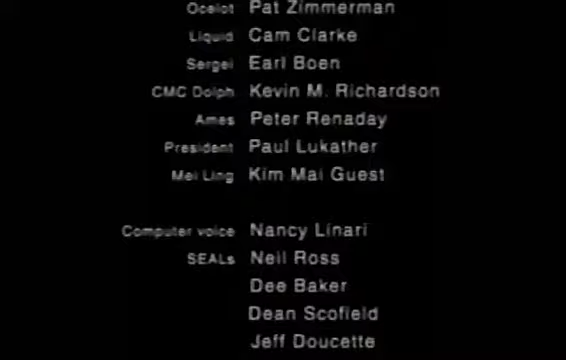 Ocelot Pat Zimmerman
Liquid Cam Clarke
Sergei Earl Boen
CMC Dolph Kevin M. Richardson
Ames Peter Renaday
President Paul Lukather
Mei Ling Kim Mai Guest
Computer voice Nancy Linari
SEALs Neil Ross
Dee Baker
Dean Scofield
Jeff Doucette